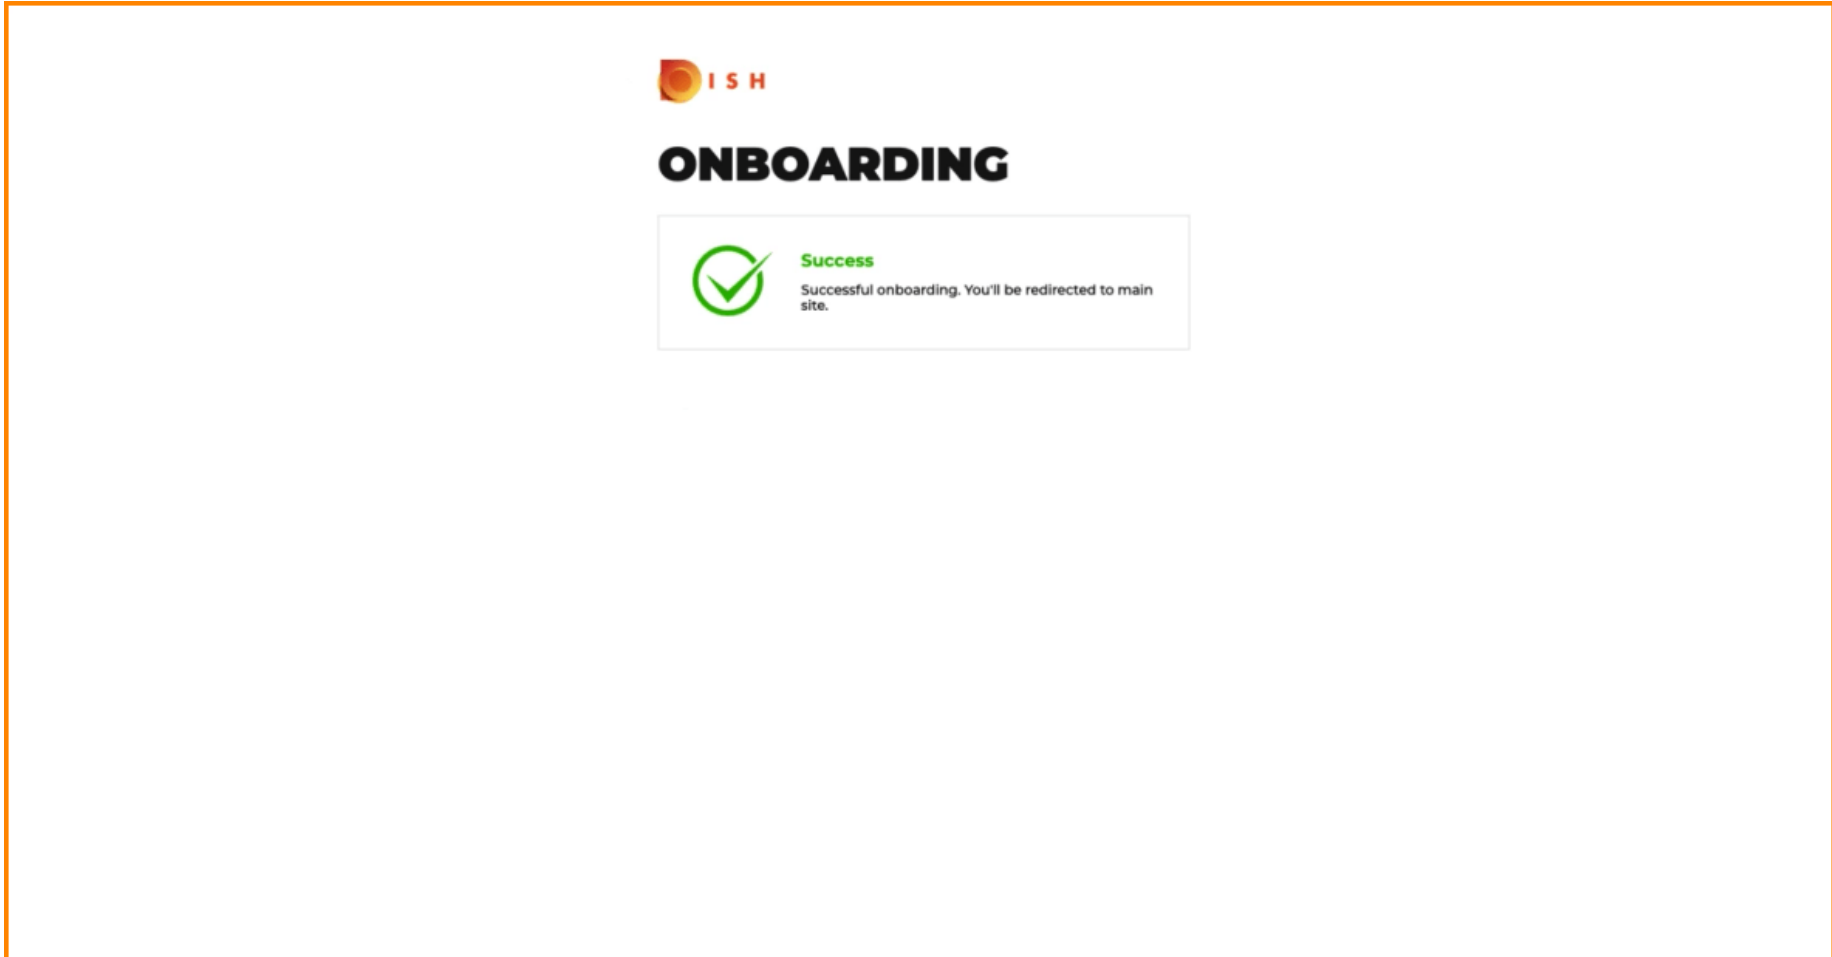 DISH
ONBOARDING
Success
Successful onboarding. You'll be redirected to main
site.